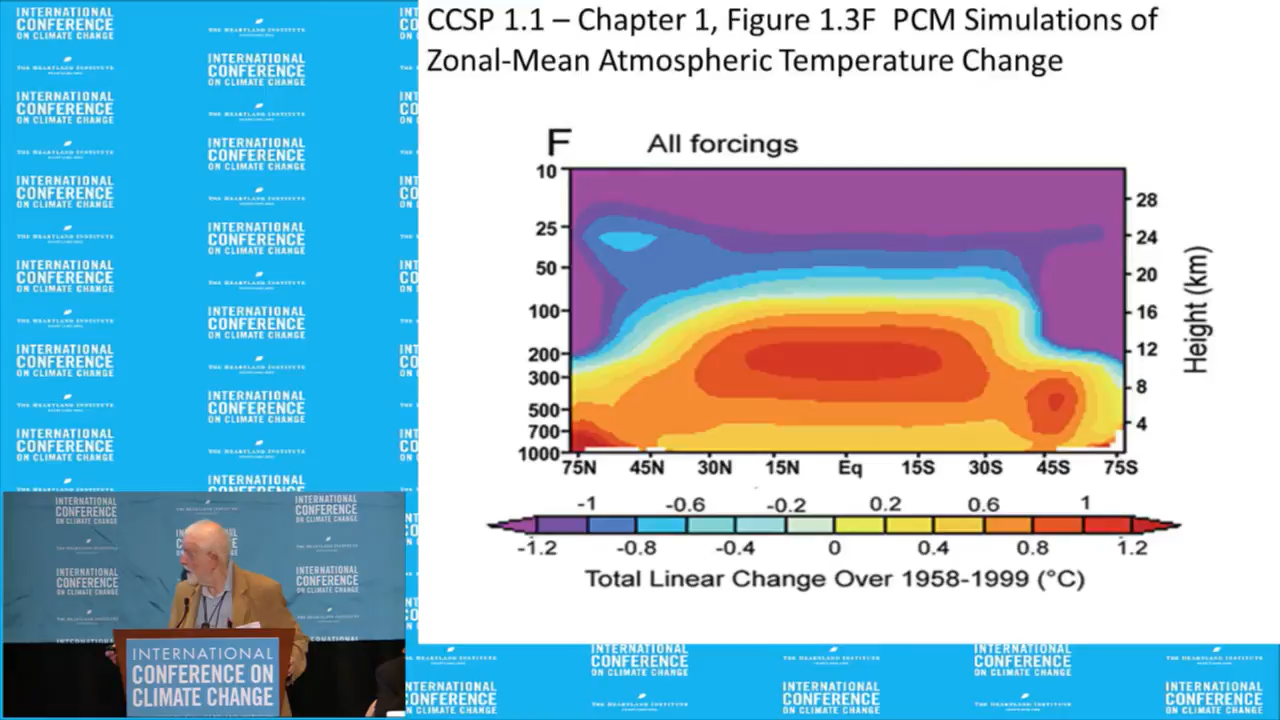 CCSP 1.1 – Chapter 1, Figure 1.3F PCM Simulations of
Zonal-Mean Atmospheric Temperature Change
F
All forcings
10
25
50
100
200
300
500
700
1000
28
24
20
16
12
8
4
Height (km)
75N 45N 30N 15N Eq 15S 30S 45S 75S
-1 -0.6 -0.2 0.2 0.6 1
-1.2 -0.8 -0.4 0 0.4 0.8 1.2
Total Linear Change Over 1958-1999 (°C)
INTERNATIONAL
CONFERENCE
ON CLIMATE CHANGE
THE HEARTLAND INSTITUTE
INTERNATIONAL
CONFERENCE ON
CLIMATE CHANGE